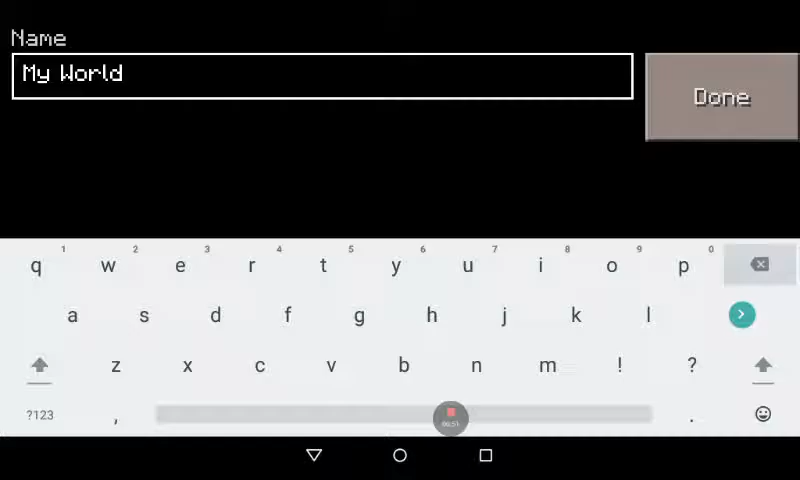 Name
My World
Done
1 2 3 4 5 6 7 8 9 0
q w e r t y u i o p
a s d f g h j k l
z x c v b n m ! ?
?123 , .